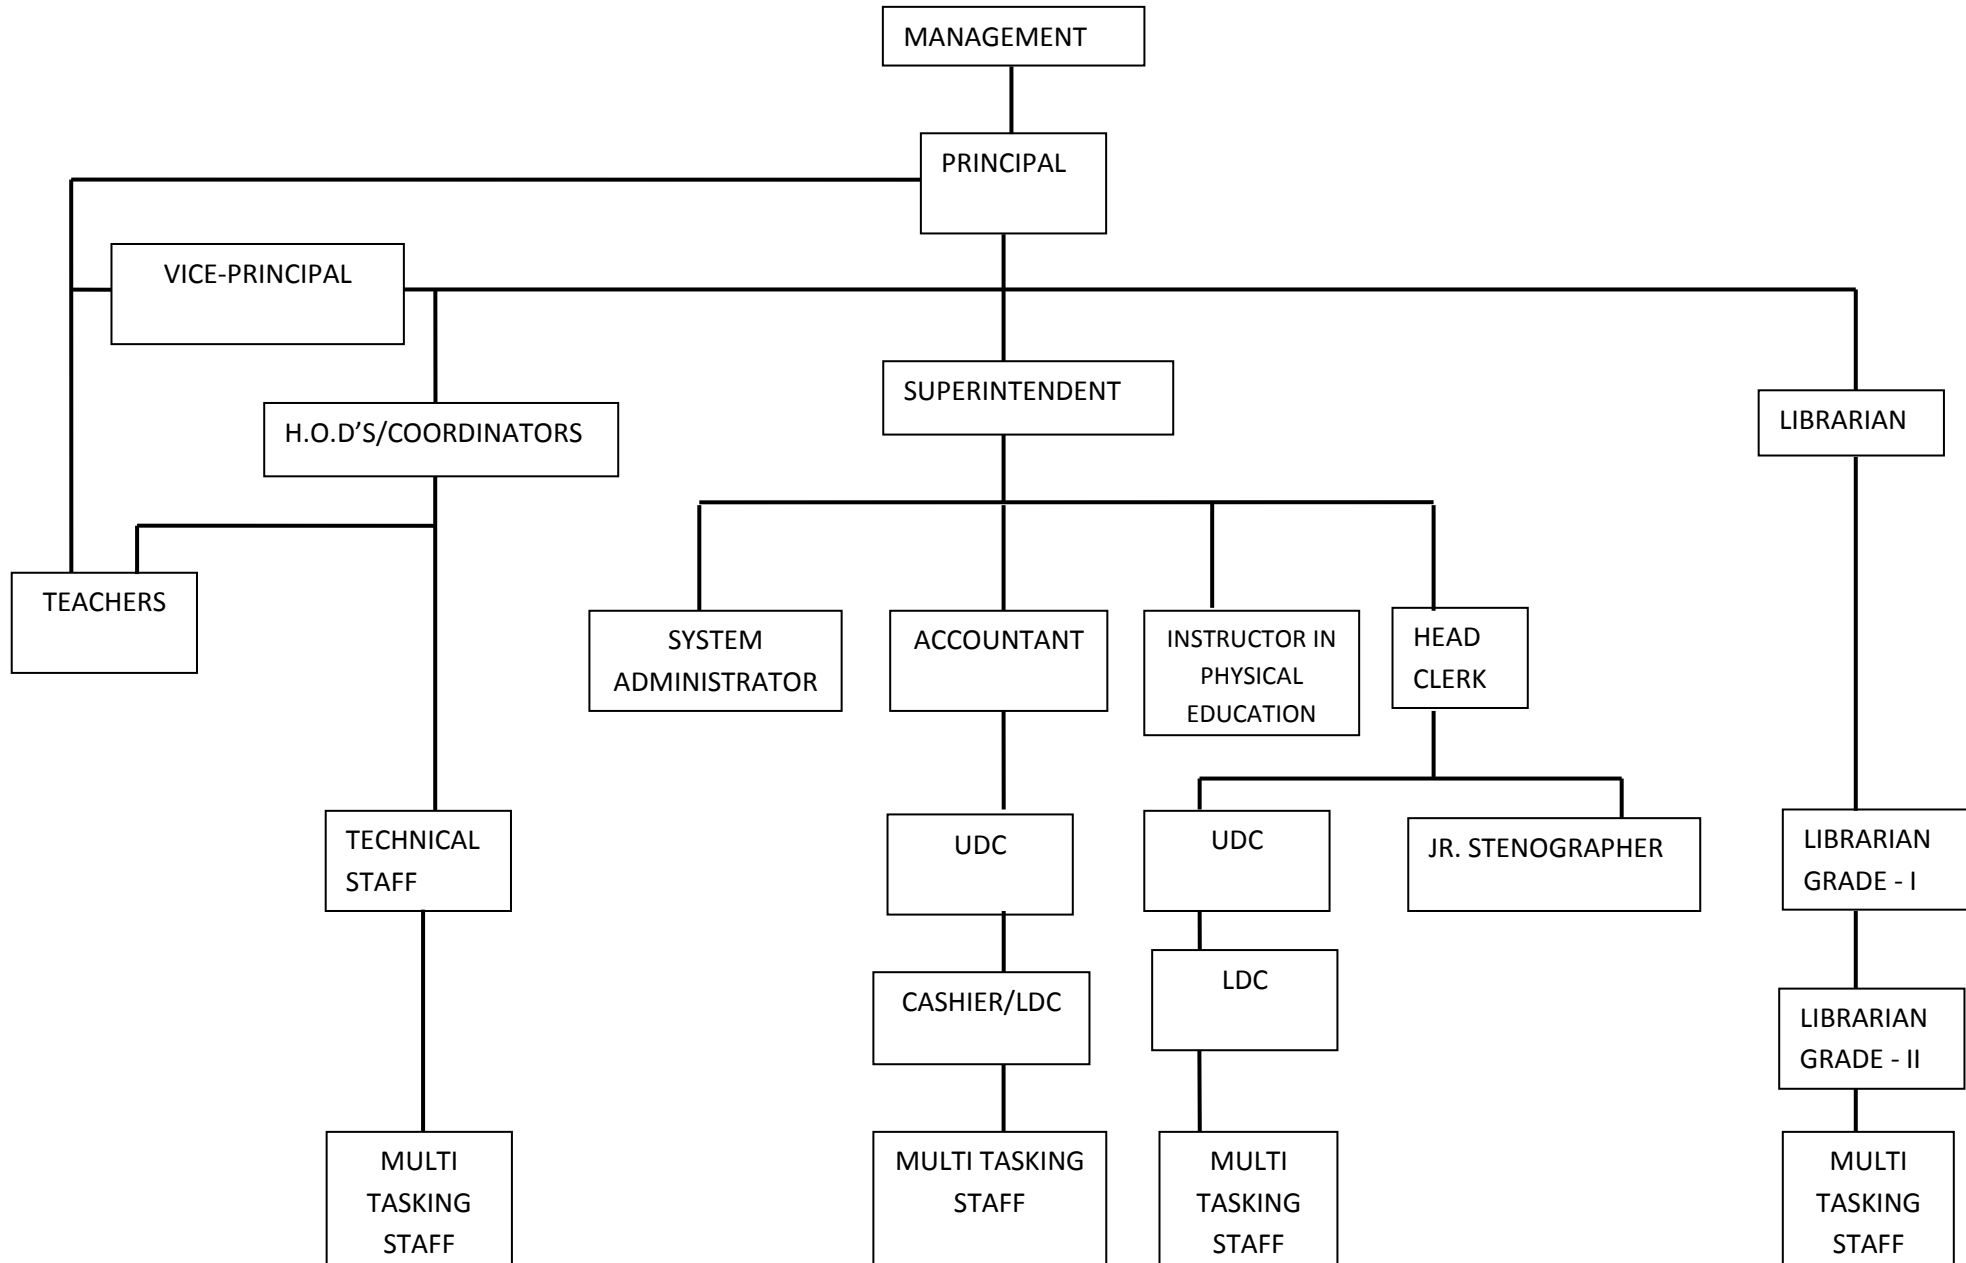 MANAGEMENT
PRINCIPAL
VICE-PRINCIPAL
SUPERINTENDENT
H.O.D’S/COORDINATORS
LIBRARIAN
TEACHERS
SYSTEM
ADMINISTRATOR
ACCOUNTANT
INSTRUCTOR IN
PHYSICAL
EDUCATION
HEAD
CLERK
TECHNICAL
STAFF
UDC
UDC
JR. STENOGRAPHER
LIBRARIAN
GRADE - I
CASHIER/LDC
LDC
LIBRARIAN
GRADE - II
MULTI
TASKING
STAFF
MULTI TASKING
STAFF
MULTI
TASKING
STAFF
MULTI
TASKING
STAFF